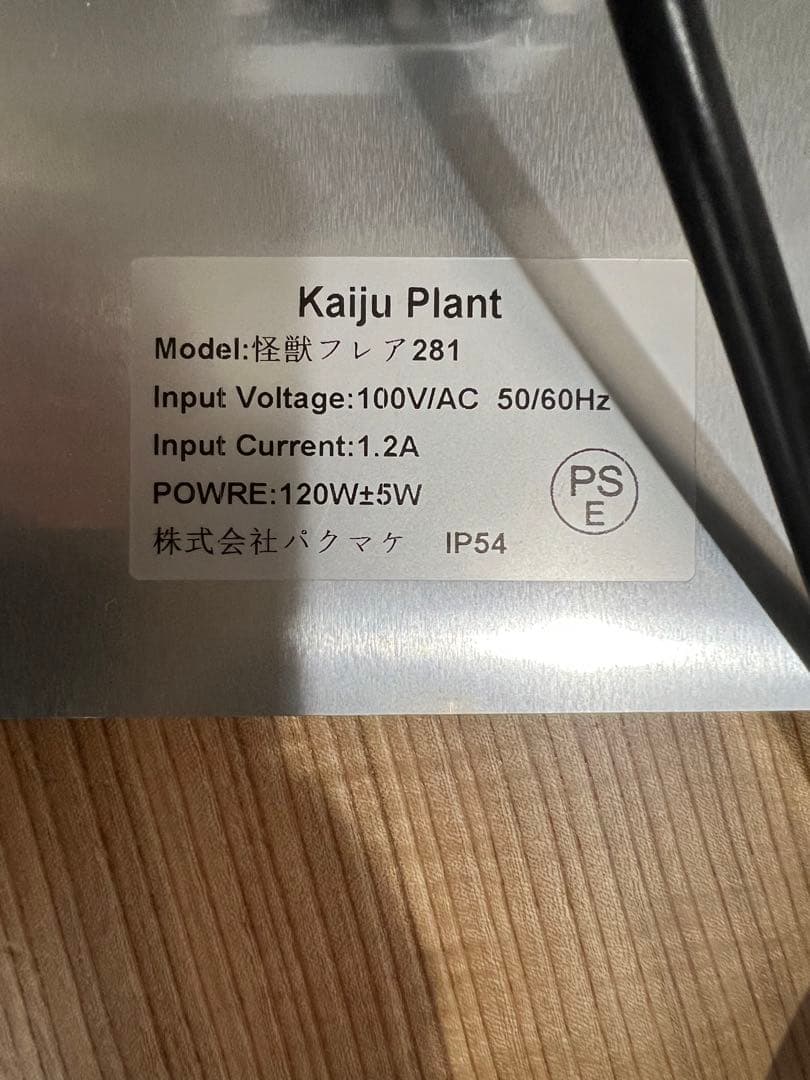 Kaiju Plant
Model:怪獣フレア281
Input Voltage:100V/AC 50/60Hz
Input Current:1.2A
POWRE:120W±5W
PS
E
株式会社パクマケ IP54